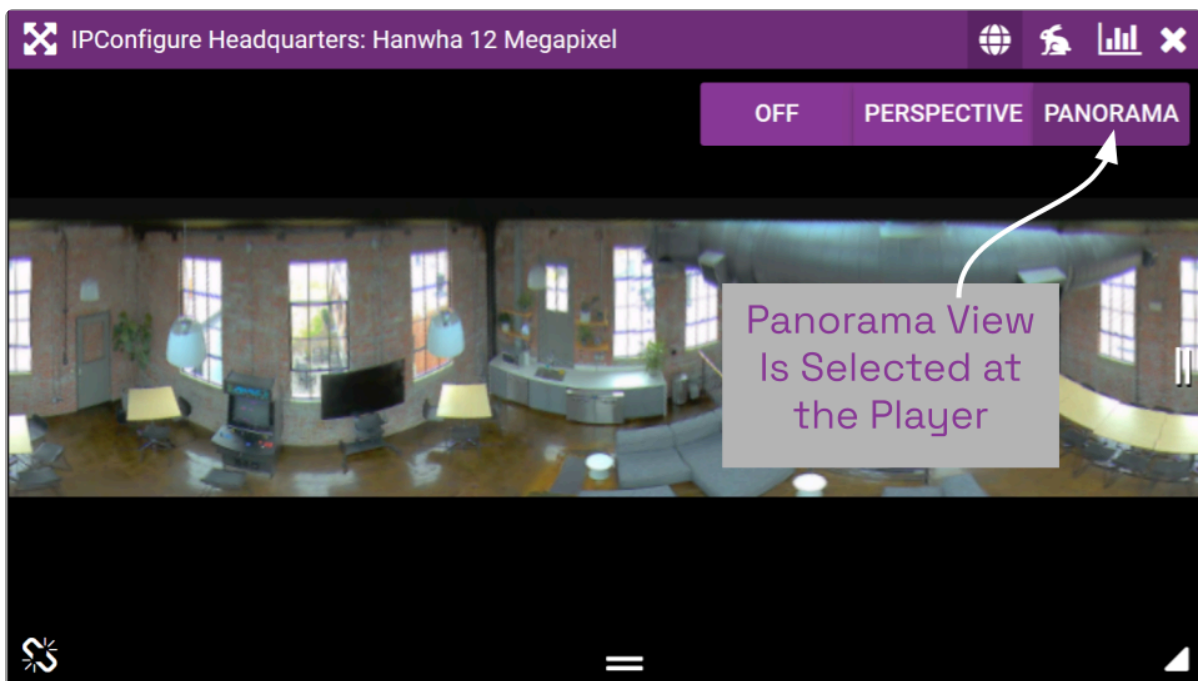 IPConfigure Headquarters: Hanwha 12 Megapixel
OFF PERSPECTIVE PANORAMA
Panorama View
Is Selected at
the Player